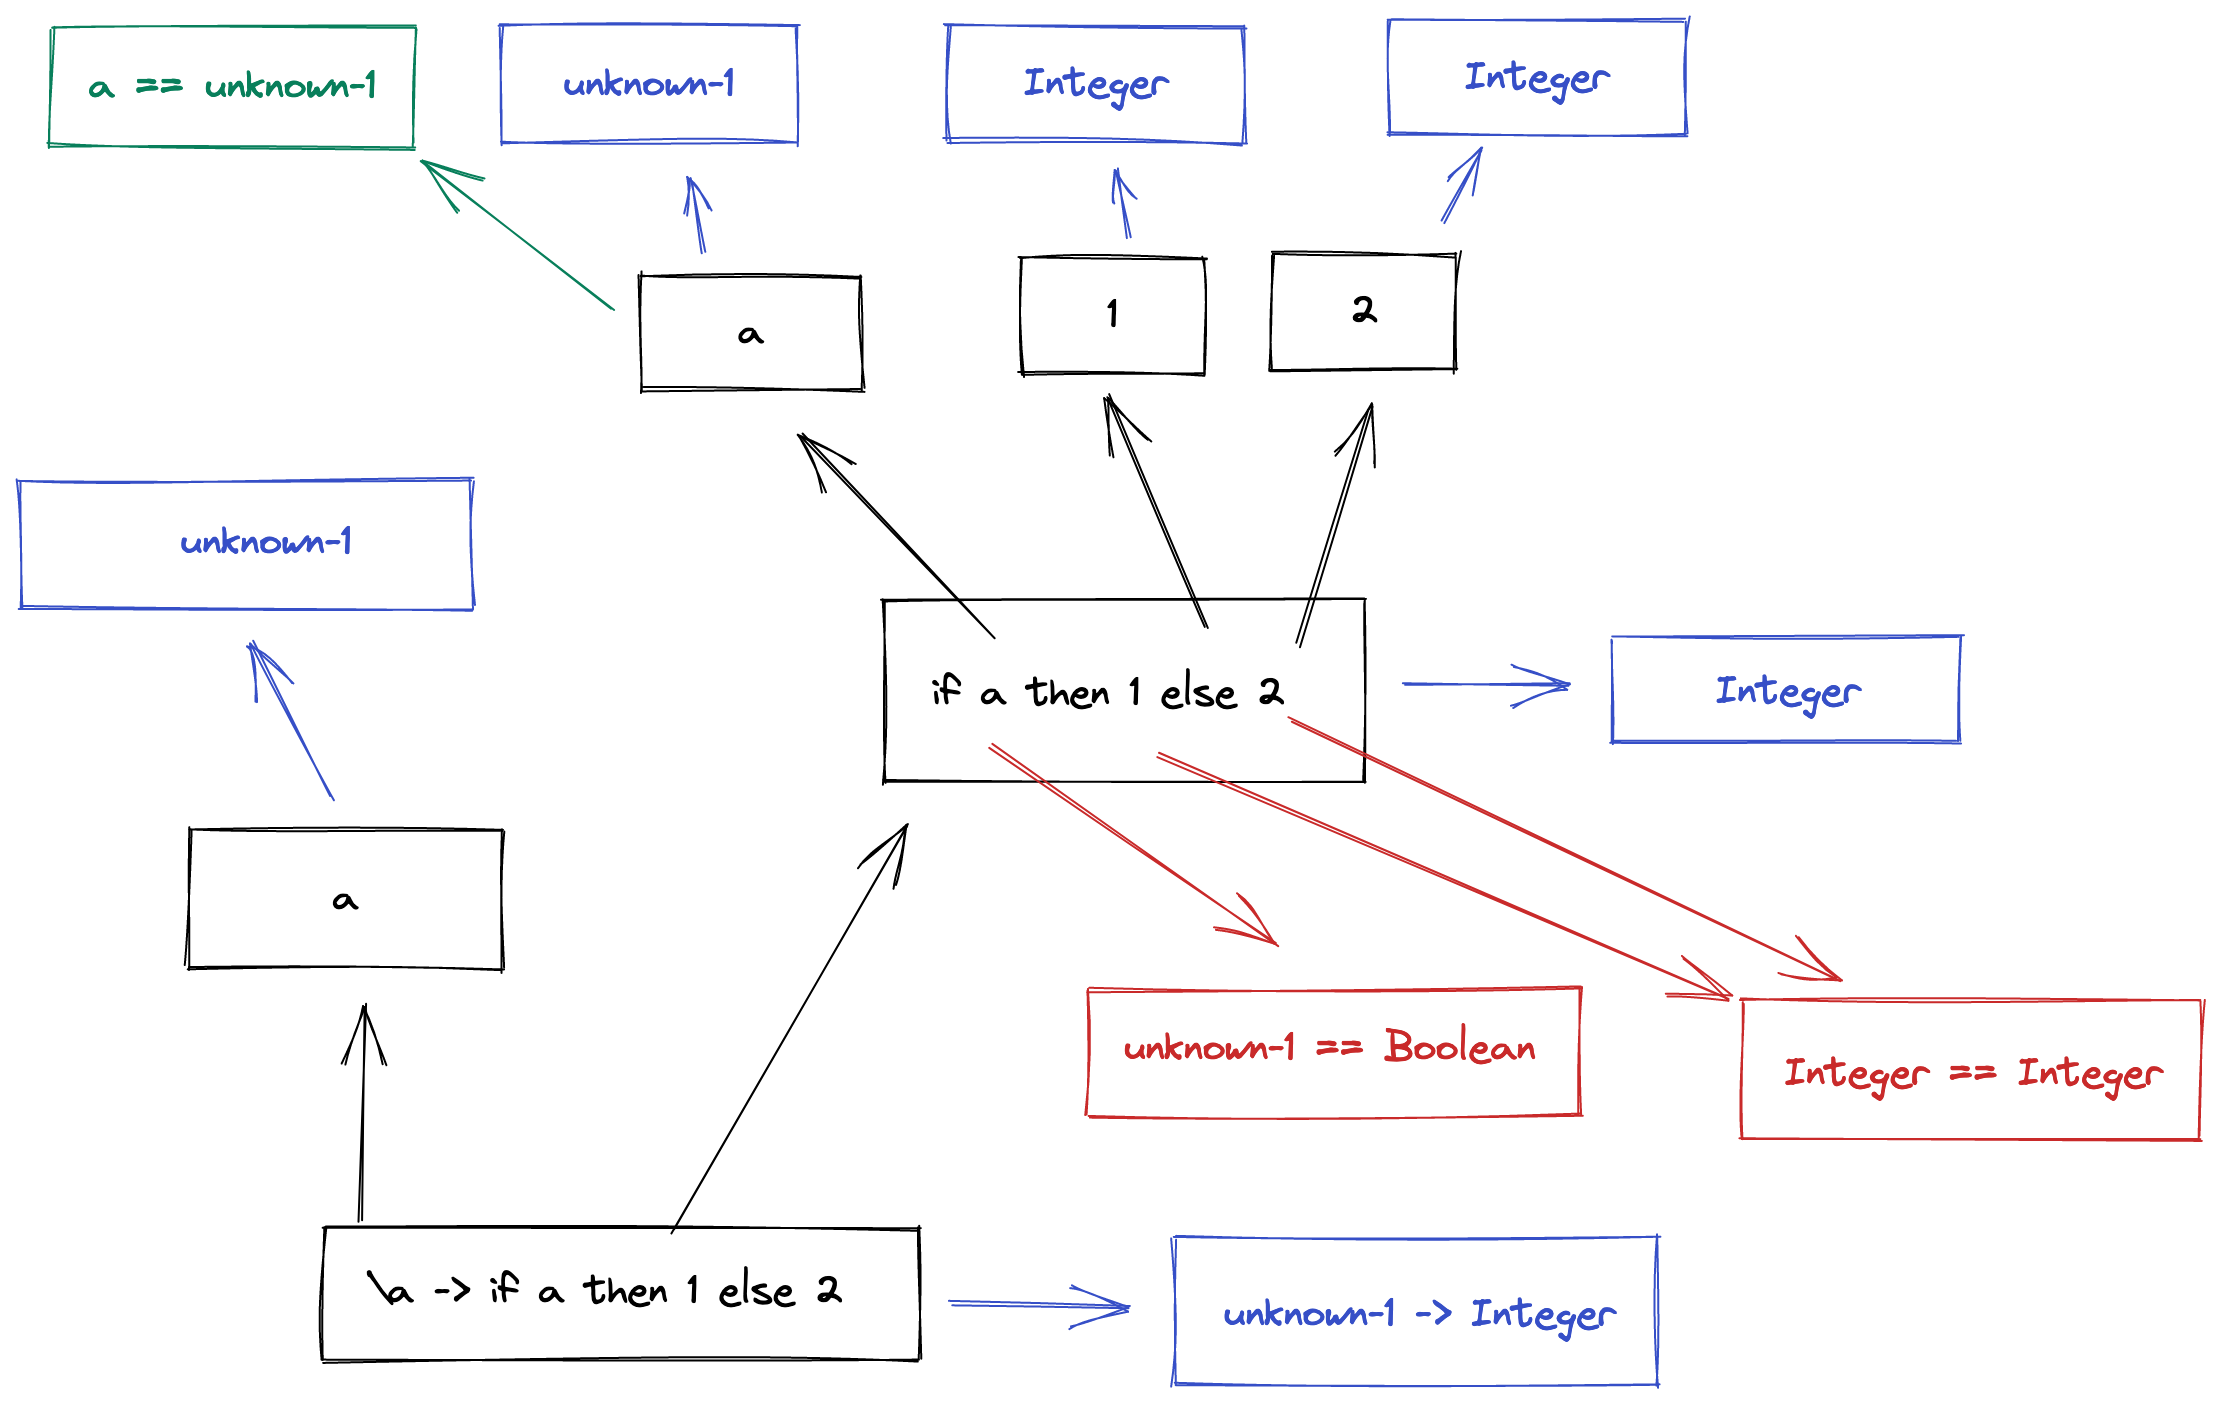 a == unknown-1
unknown-1
Integer
Integer
a
1
2
unknown-1
if a then 1 else 2
Integer
a
unknown-1 == Boolean
Integer == Integer
\a -> if a then 1 else 2
unknown-1 -> Integer